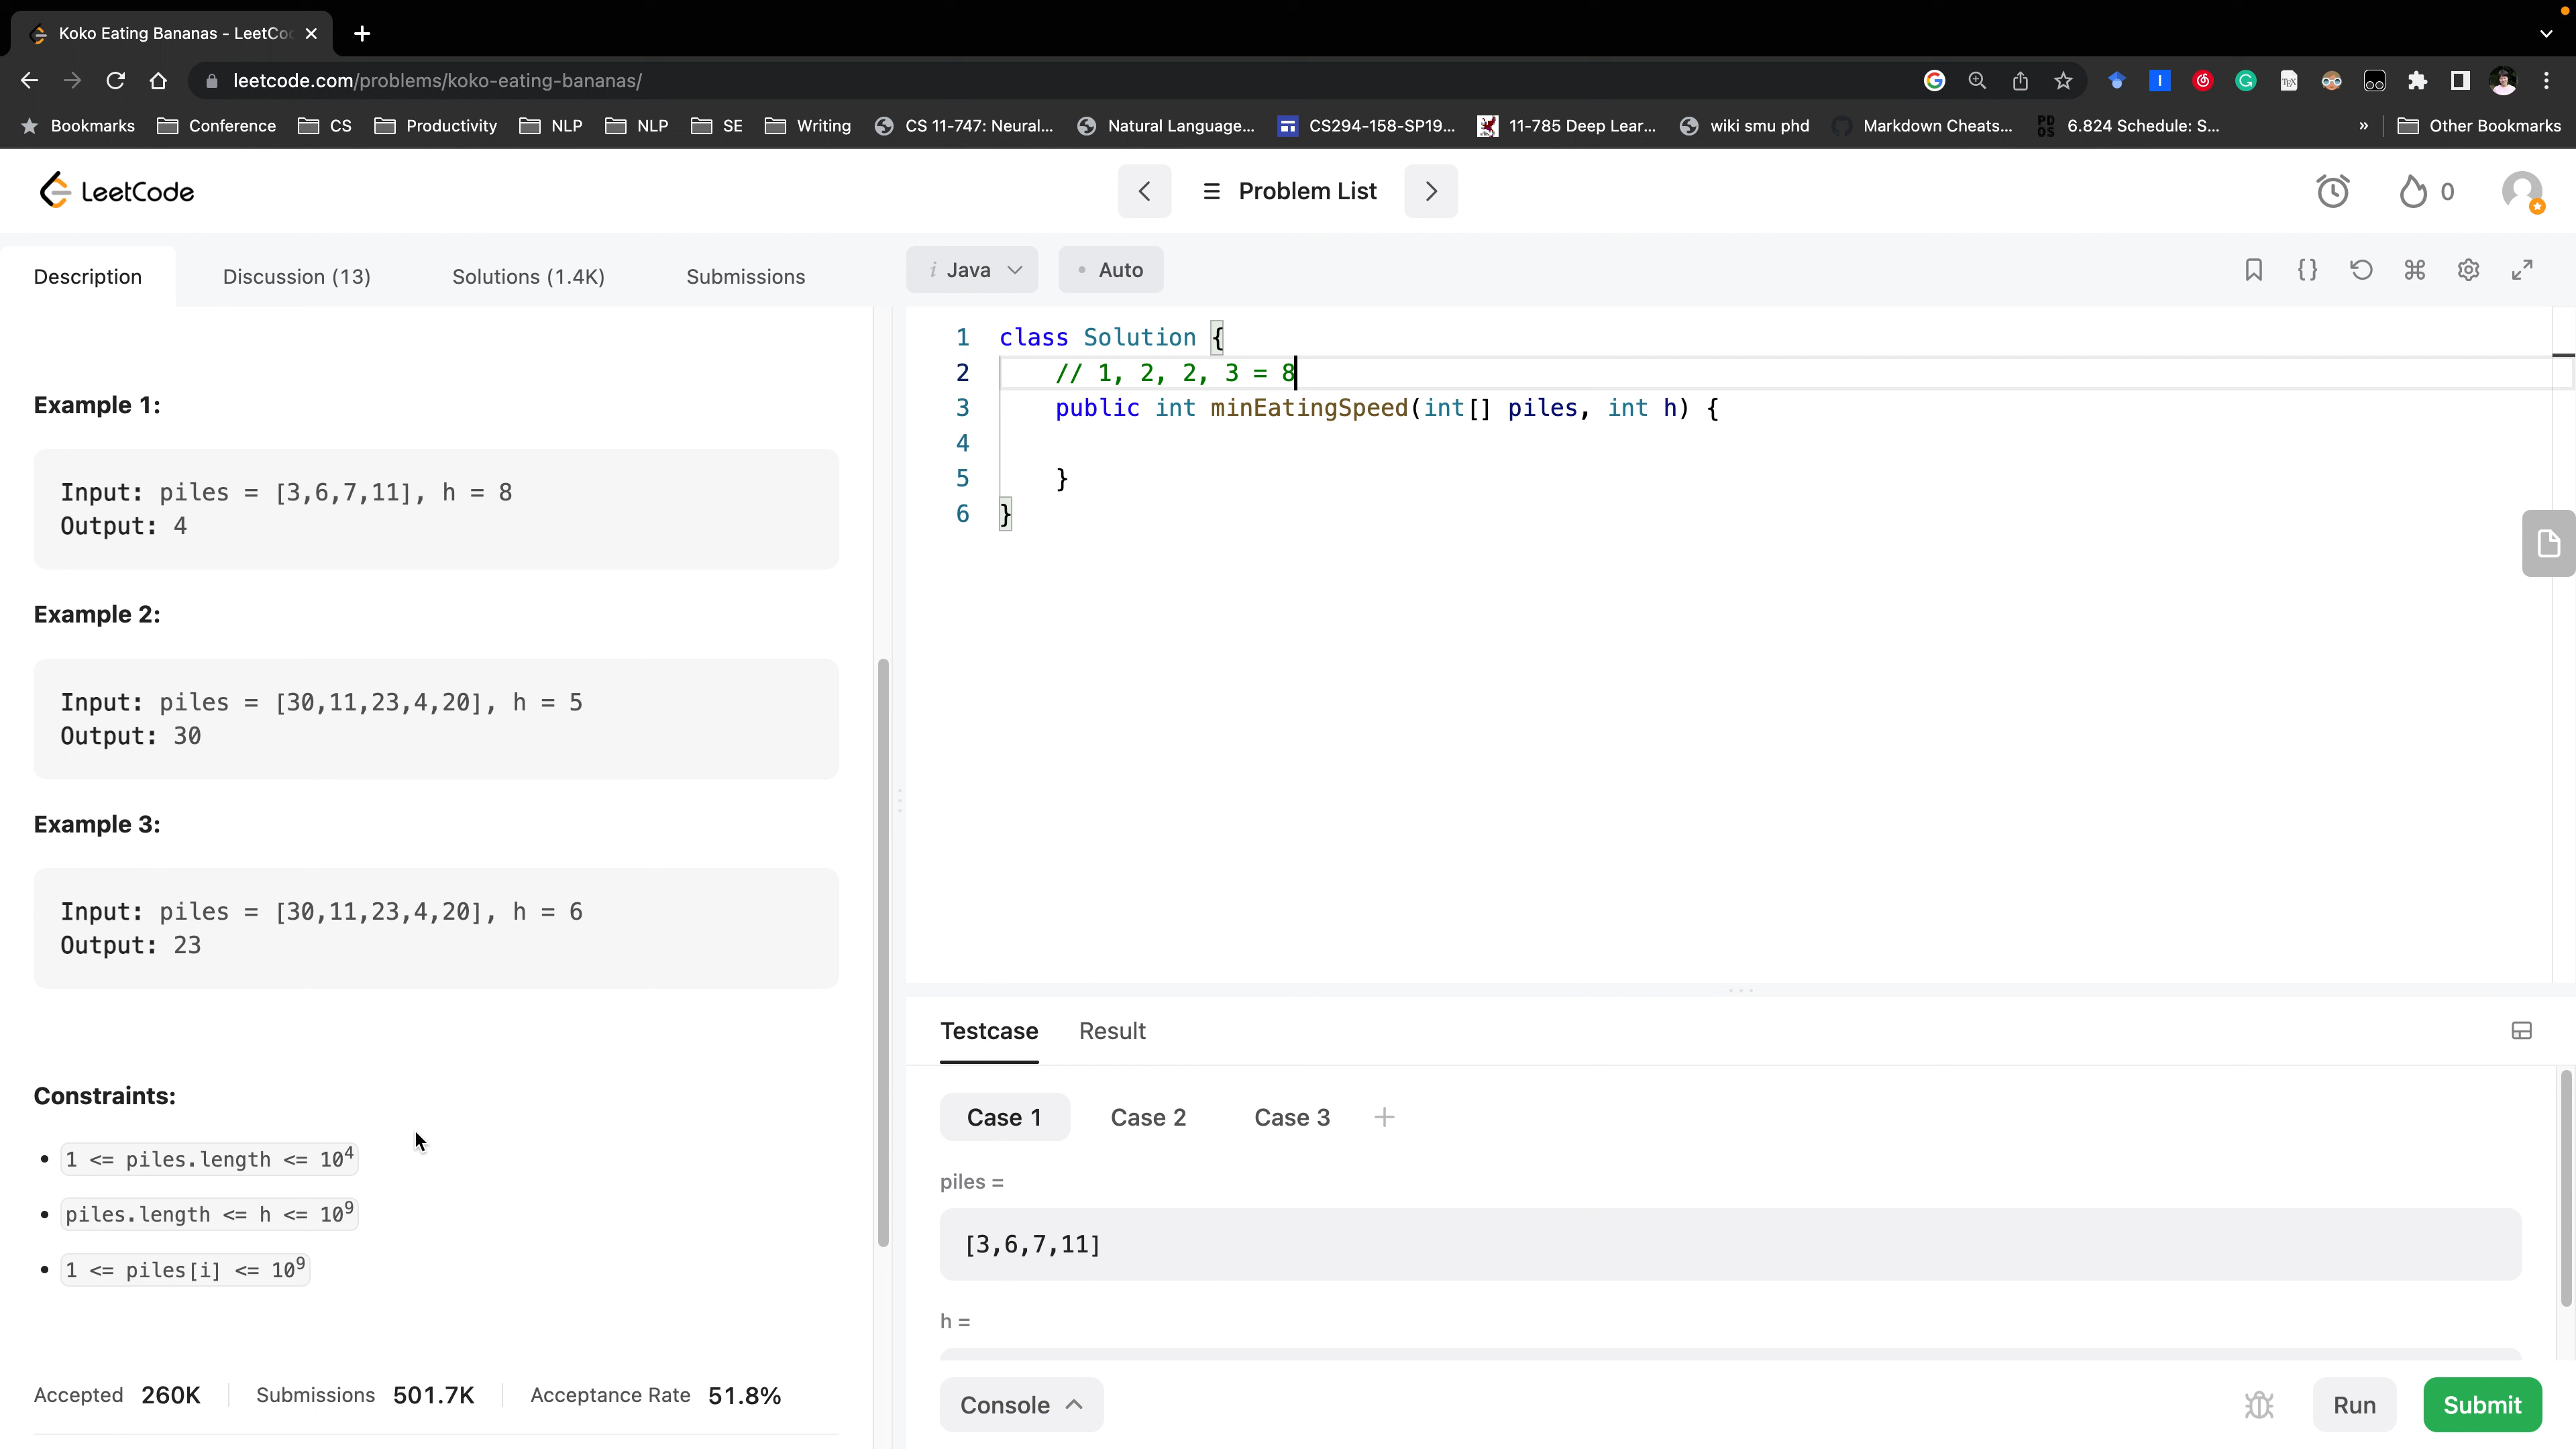 Koko Eating Bananas - LeetCo
leetcode.com/problems/koko-eating-bananas/
Bookmarks Conference CS Productivity NLP NLP SE Writing CS 11-747: Neural... Natural Language... CS294-158-SP19... 11-785 Deep Lear... wiki smu phd Markdown Cheats... PDOS 6.824 Schedule: S... » Other Bookmarks
LeetCode
Problem List
0
Description Discussion (13) Solutions (1.4K) Submissions
i Java • Auto
Example 1:
Input: piles = [3,6,7,11], h = 8
Output: 4
Example 2:
Input: piles = [30,11,23,4,20], h = 5
Output: 30
Example 3:
Input: piles = [30,11,23,4,20], h = 6
Output: 23
Constraints:
• 1 <= piles.length <= 10⁴
• piles.length <= h <= 10⁹
• 1 <= piles[i] <= 10⁹
Accepted 260K Submissions 501.7K Acceptance Rate 51.8%
1 class Solution {
2 // 1, 2, 2, 3 = 8
3 public int minEatingSpeed(int[] piles, int h) {
4
5 }
6 }
Testcase Result
Case 1 Case 2 Case 3 +
piles =
[3,6,7,11]
h =
Console
Run
Submit